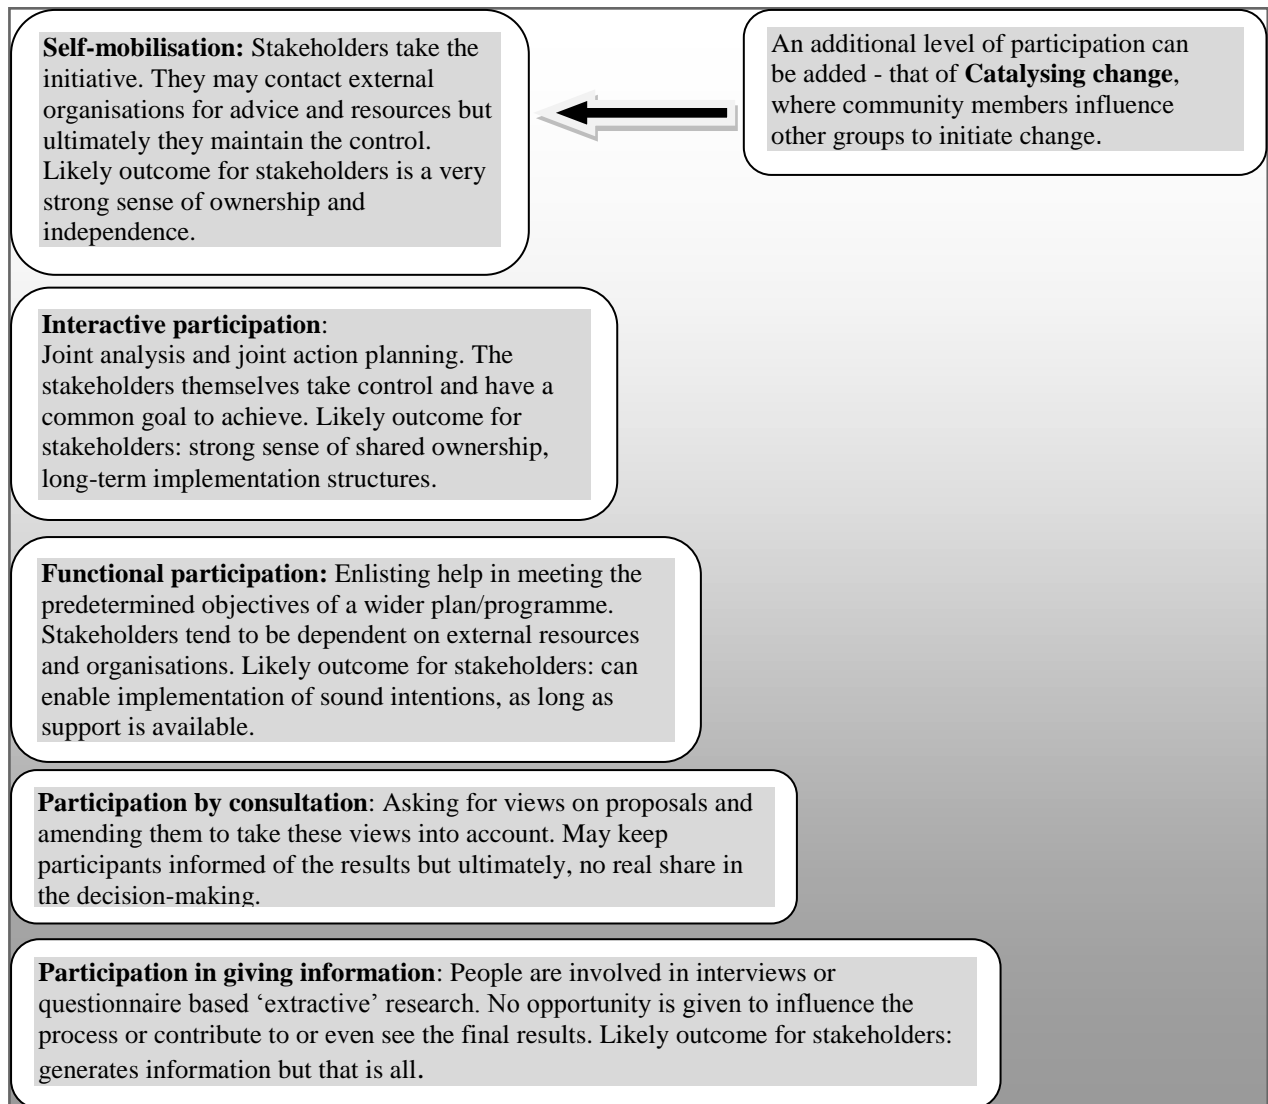 Self-mobilisation: Stakeholders take the
initiative. They may contact external
organisations for advice and resources but
ultimately they maintain the control.
Likely outcome for stakeholders is a very
strong sense of ownership and
independence.
An additional level of participation can
be added - that of Catalysing change,
where community members influence
other groups to initiate change.
Interactive participation:
Joint analysis and joint action planning. The
stakeholders themselves take control and have a
common goal to achieve. Likely outcome for
stakeholders: strong sense of shared ownership,
long-term implementation structures.
Functional participation: Enlisting help in meeting the
predetermined objectives of a wider plan/programme.
Stakeholders tend to be dependent on external resources
and organisations. Likely outcome for stakeholders: can
enable implementation of sound intentions, as long as
support is available.
Participation by consultation: Asking for views on proposals and
amending them to take these views into account. May keep
participants informed of the results but ultimately, no real share in
the decision-making.
Participation in giving information: People are involved in interviews or
questionnaire based ‘extractive’ research. No opportunity is given to influence the
process or contribute to or even see the final results. Likely outcome for stakeholders:
generates information but that is all.